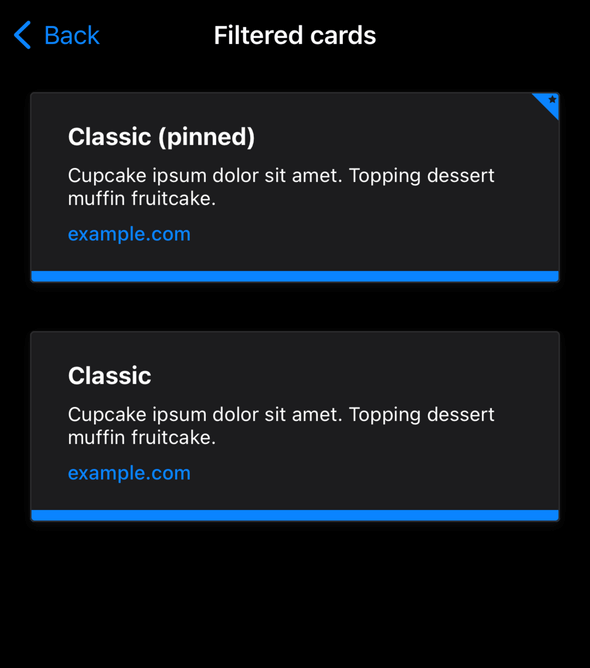 Back
Filtered cards
Classic (pinned)
Cupcake ipsum dolor sit amet. Topping dessert
muffin fruitcake.
example.com
Classic
Cupcake ipsum dolor sit amet. Topping dessert
muffin fruitcake.
example.com